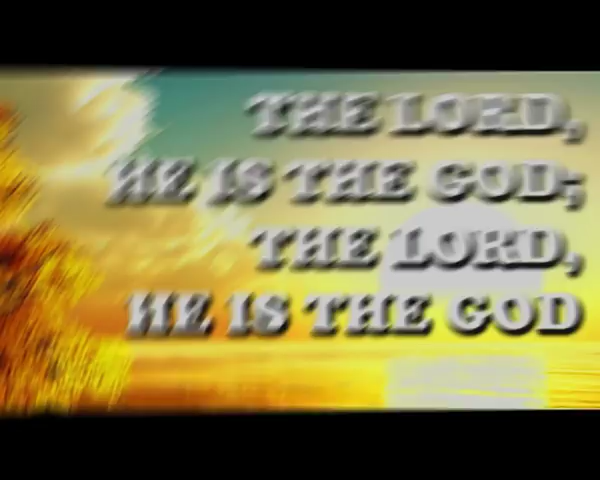 THE LORD,
HE IS THE GOD;
THE LORD,
HE IS THE GOD